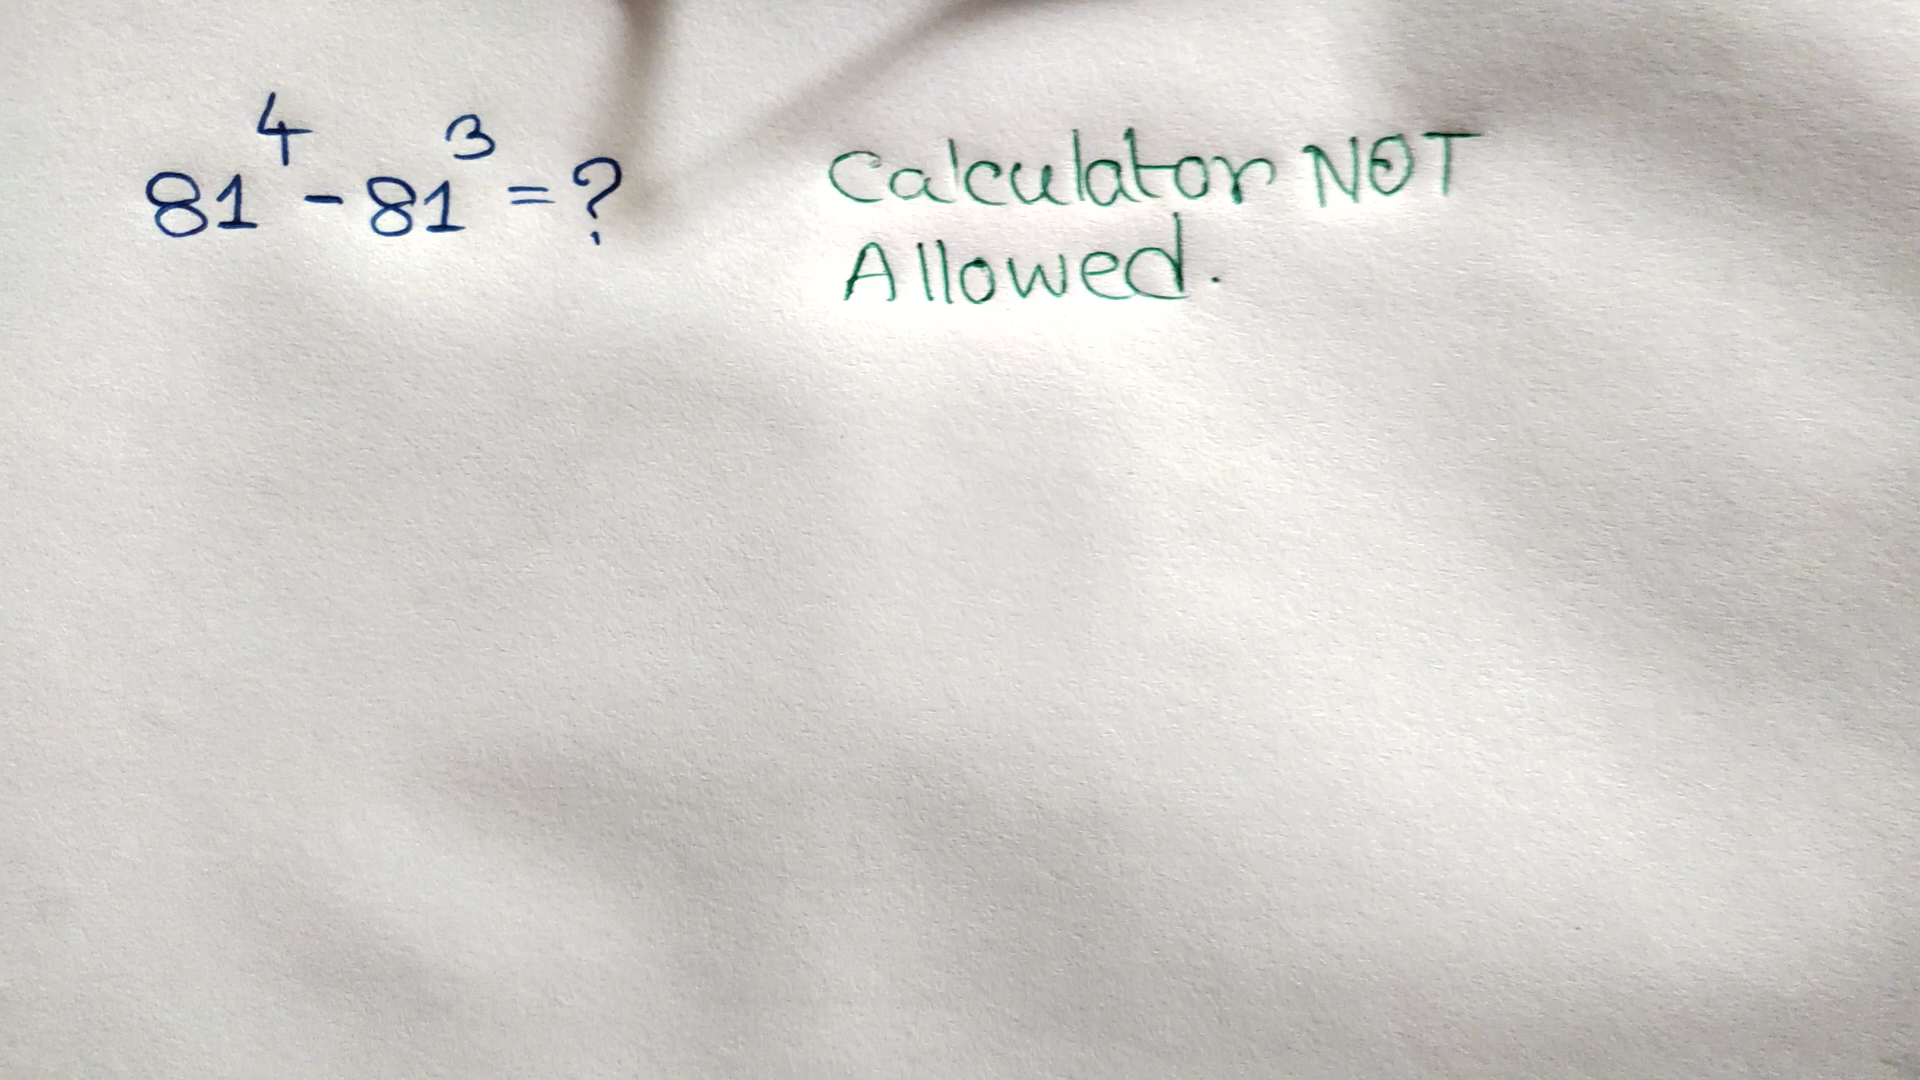 81⁴ - 81³ = ?
Calculator NOT
Allowed.